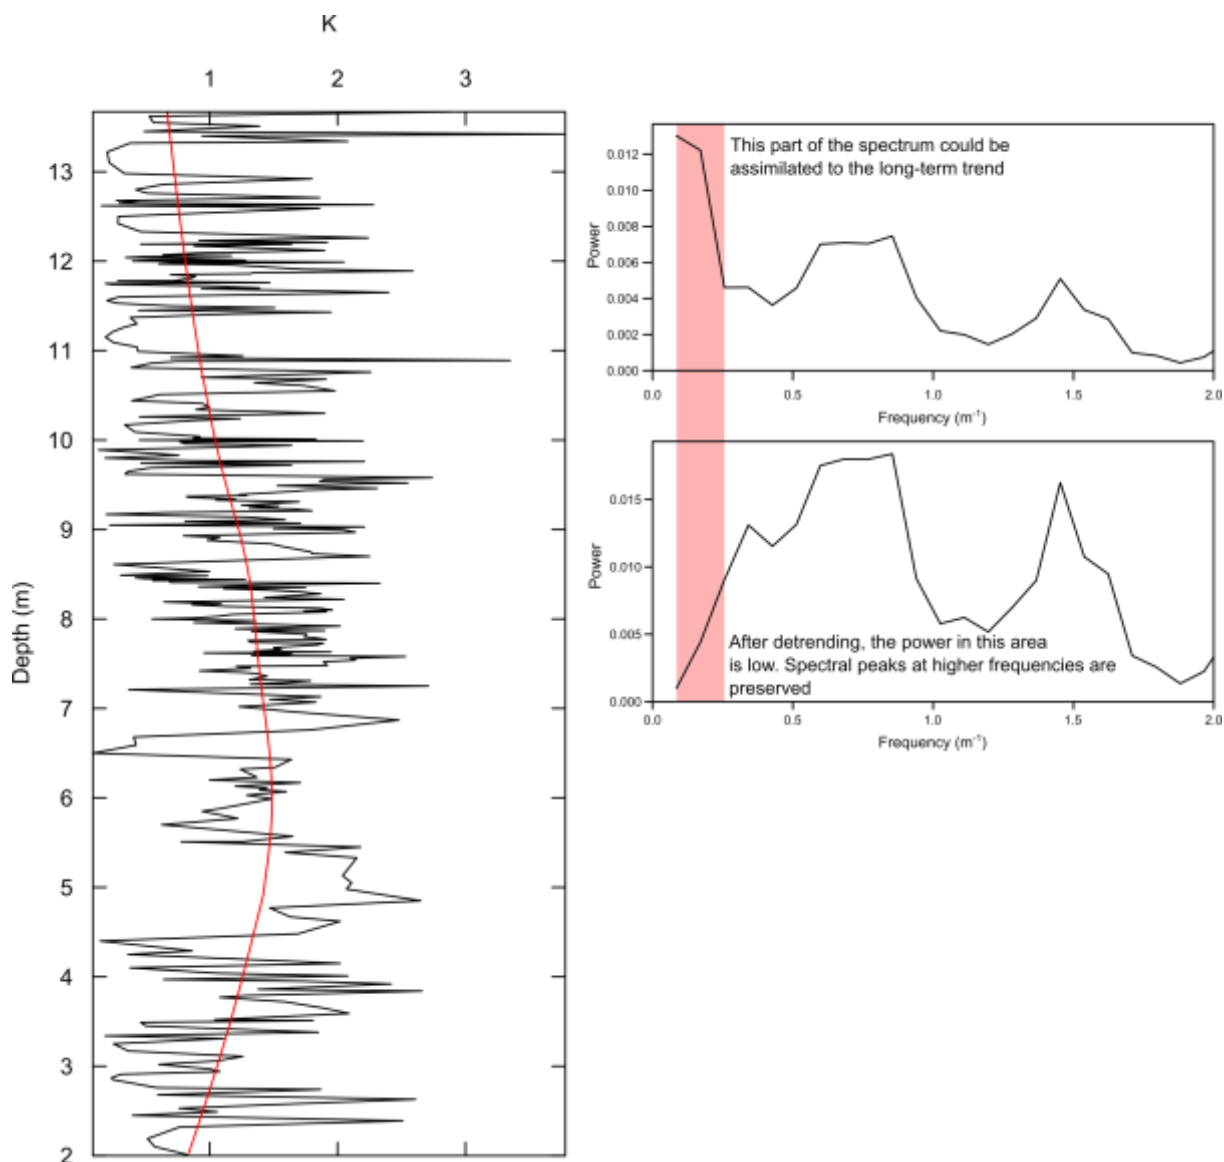 K
1 2 3
13
12
11
10
9
8
7
6
5
4
3
2
Depth (m)
This part of the spectrum could be
assimilated to the long-term trend
Power
0.012
0.010
0.008
0.006
0.004
0.002
0.000
0.0 0.5 1.0 1.5 2.0
Frequency (m⁻¹)
Power
0.015
0.010
0.005
0.000
After detrending, the power in this area
is low. Spectral peaks at higher frequencies are
preserved
0.0 0.5 1.0 1.5 2.0
Frequency (m⁻¹)